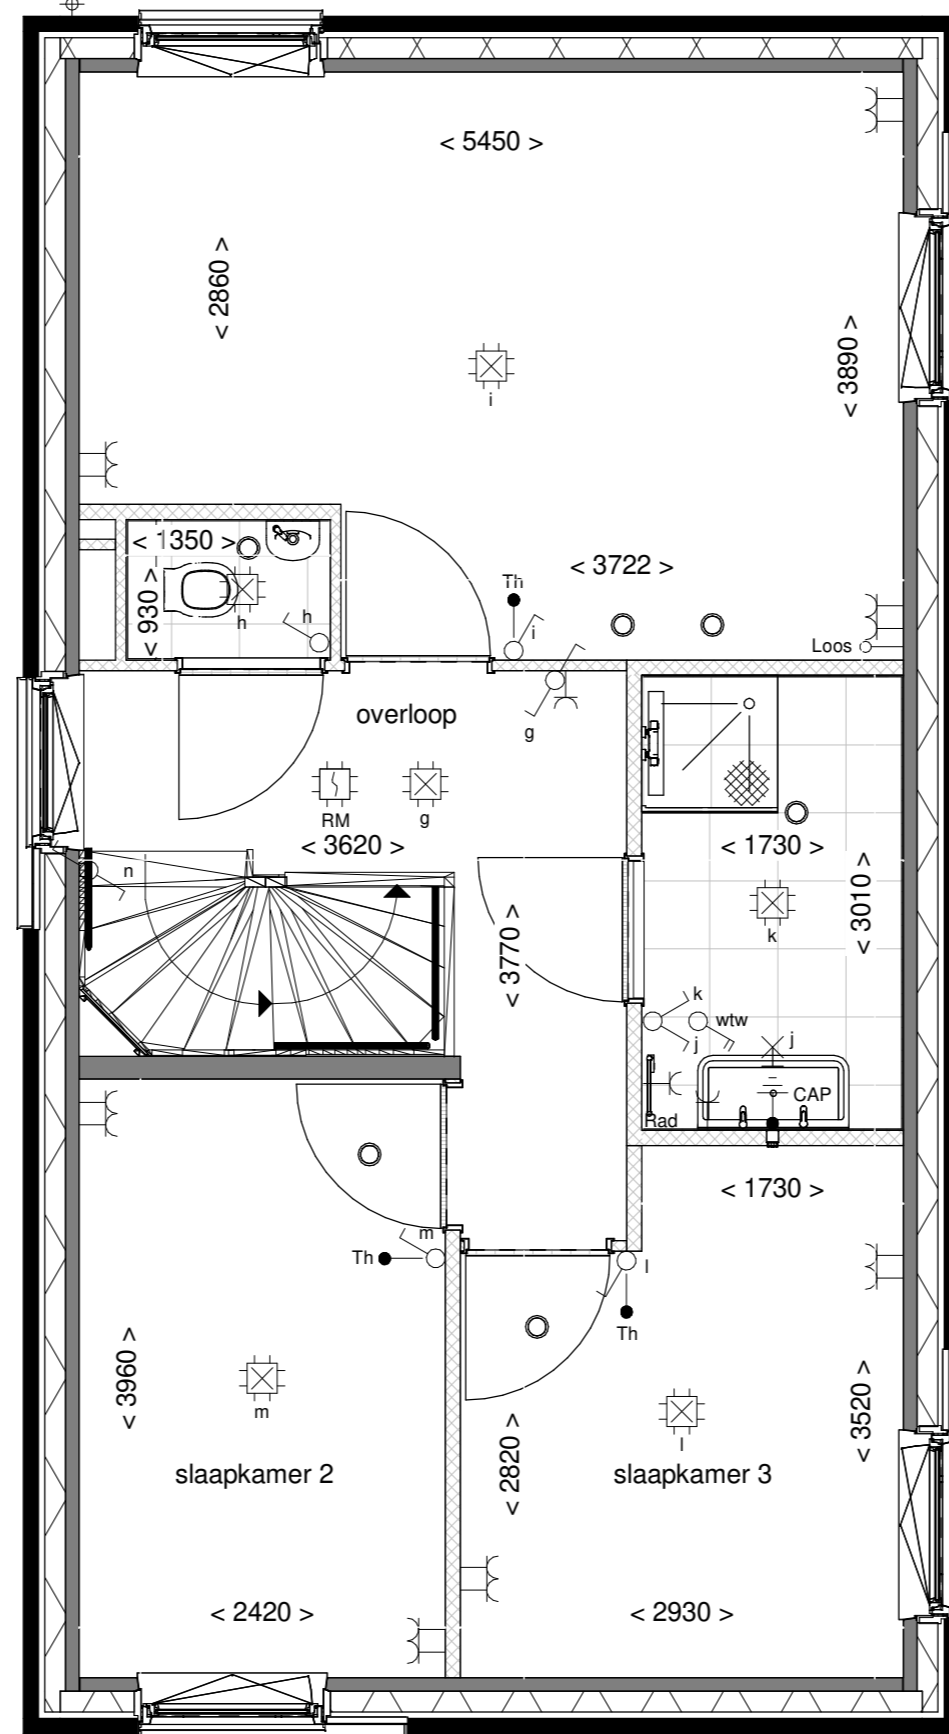 < 5450 >
< 2860 >
< 3890 >
i
< 1350 >
< 930 >
h
h
Th
i
< 3722 >
Loos
overloop
g
RM
g
< 3620 >
< 1730 >
n
< 3770 >
< 3010 >
k
k
wtw
j
j
CAP
Rad
< 1730 >
m
Th
l
Th
< 3960 >
m
l
< 3520 >
< 2820 >
slaapkamer 2
slaapkamer 3
< 2420 >
< 2930 >